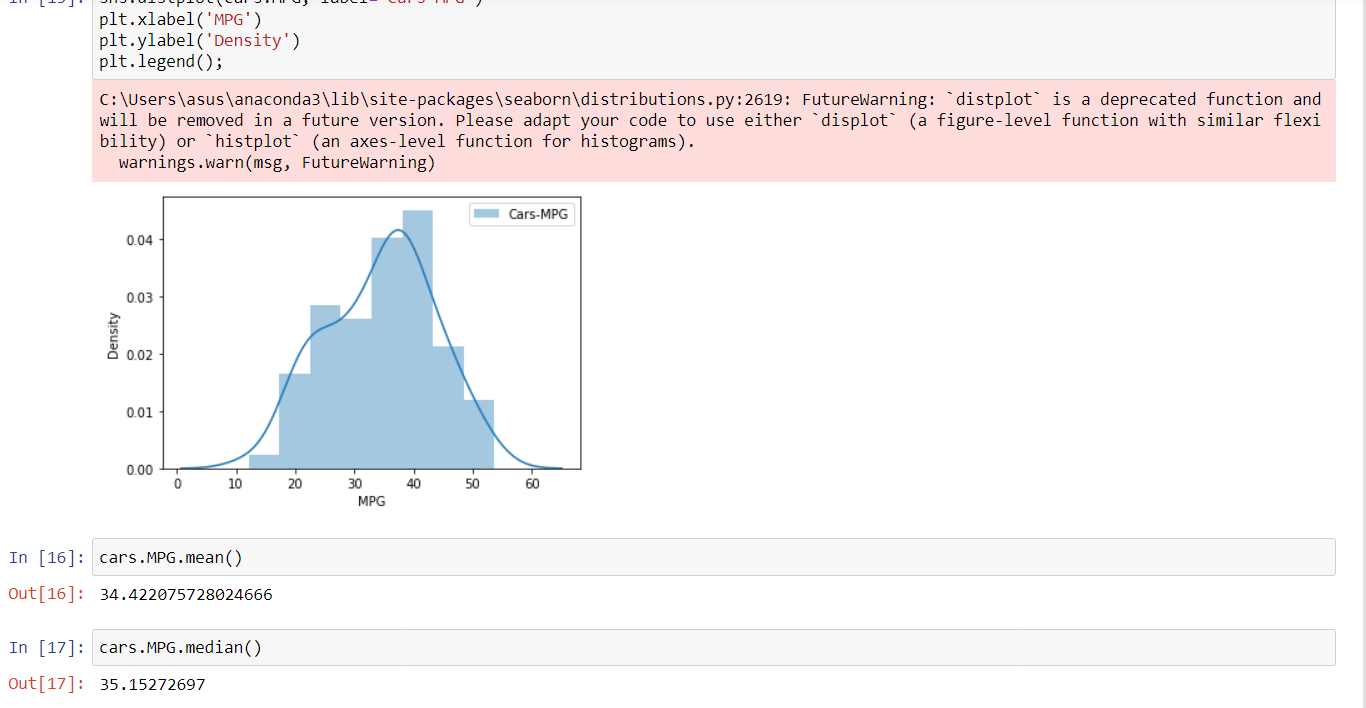 plt.xlabel('MPG')
plt.ylabel('Density')
plt.legend();
C:\Users\asus\anaconda3\lib\site-packages\seaborn\distributions.py:2619: FutureWarning: `distplot` is a deprecated function and
will be removed in a future version. Please adapt your code to use either `displot` (a figure-level function with similar flexi
bility) or `histplot` (an axes-level function for histograms).
warnings.warn(msg, FutureWarning)
Cars-MPG
0.04
0.03
0.02
0.01
0.00
Density
0 10 20 30 40 50 60
MPG
In [16]: cars.MPG.mean()
Out[16]: 34.422075728024666
In [17]: cars.MPG.median()
Out[17]: 35.15272697